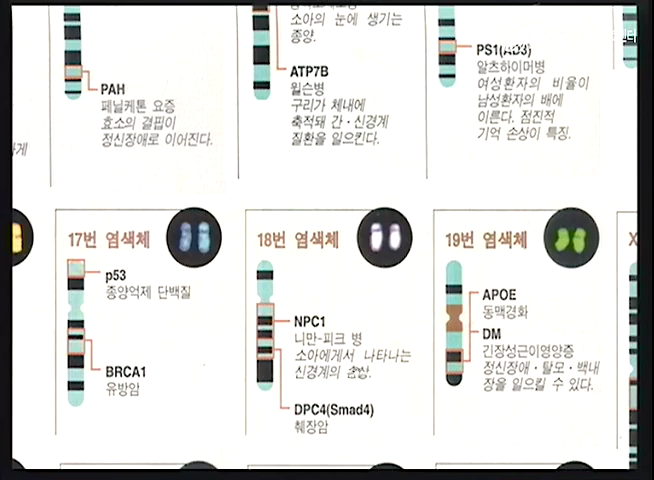 소아의 눈에 생기는
종양.
PAH
페닐케톤 요증
효소의 결핍이
정신장애로 이어진다.
ATP7B
윌슨병
구리가 체내에
축적돼 간·신경계
질환을 일으킨다.
PS1(AD3)
알츠하이머병
여성환자의 비율이
남성환자의 배에
이른다. 점진적
기억 손상이 특징.
17번 염색체
p53
종양억제 단백질
BRCA1
유방암
18번 염색체
NPC1
니만-피크 병
소아에게서 나타나는
신경계의 손상.
DPC4(Smad4)
췌장암
19번 염색체
APOE
동맥경화
DM
긴장성근이영양증
정신장애·탈모·백내
장을 일으킬 수 있다.
X